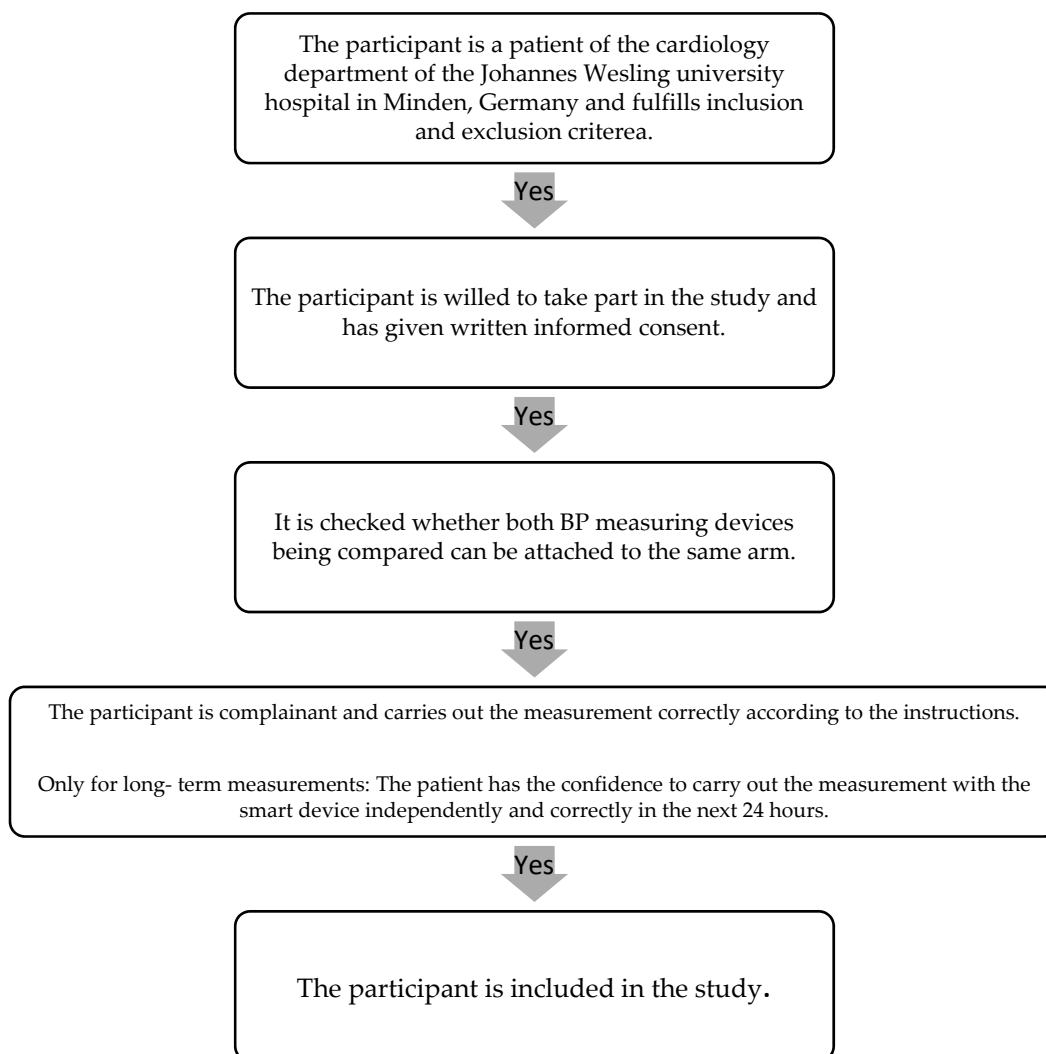 The participant is a patient of the cardiology
department of the Johannes Wesling university
hospital in Minden, Germany and fulfills inclusion
and exclusion criterea.
Yes
The participant is willed to take part in the study and
has given written informed consent.
Yes
It is checked whether both BP measuring devices
being compared can be attached to the same arm.
Yes
The participant is complainant and carries out the measurement correctly according to the instructions.
Only for long- term measurements: The patient has the confidence to carry out the measurement with the
smart device independently and correctly in the next 24 hours.
Yes
The participant is included in the study.